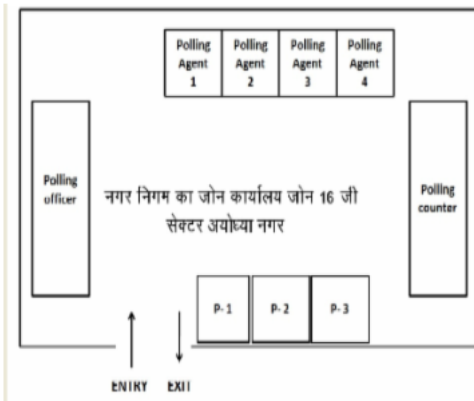 Polling Agent 1
Polling Agent 2
Polling Agent 3
Polling Agent 4
Polling officer
नगर निगम का जोन कार्यालय जोन 16 जी
सेक्टर अयोध्या नगर
Polling counter
P-1
P-2
P-3
ENTRY
EXIT